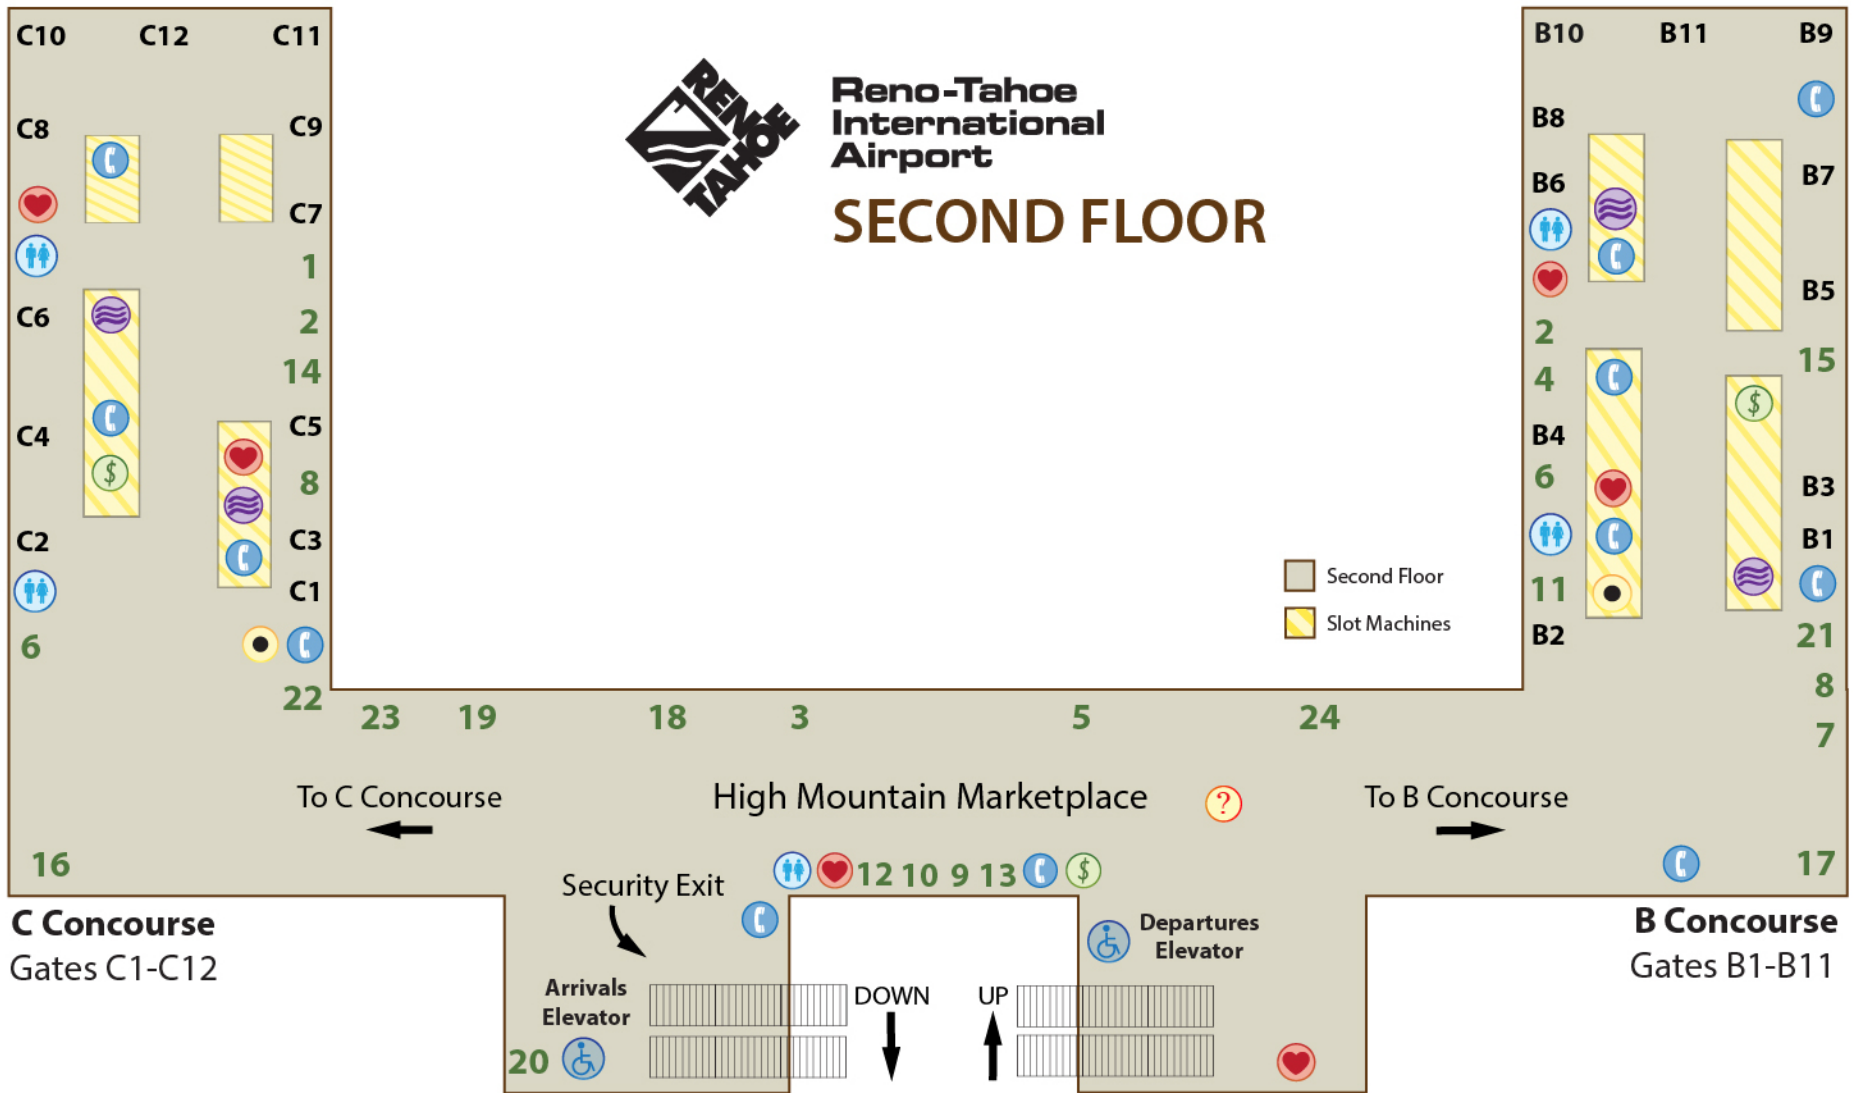 C10 C12 C11
C8
C9
C7
1
C6
2
14
C5
C4
$
8
C2
C3
C1
6
22
RENO
TAHOE
Reno-Tahoe
International
Airport
SECOND FLOOR
Second Floor
Slot Machines
B10 B11 B9
B8
B6
B7
B5
2
15
4
$
B4
6
B3
B1
11
B2
21
8
7
23 19 18 3 5 24
To C Concourse
High Mountain Marketplace
?
To B Concourse
16
12 10 9 13
$
17
Security Exit
C Concourse
Gates C1-C12
Departures
Elevator
B Concourse
Gates B1-B11
Arrivals
Elevator
DOWN
UP
20